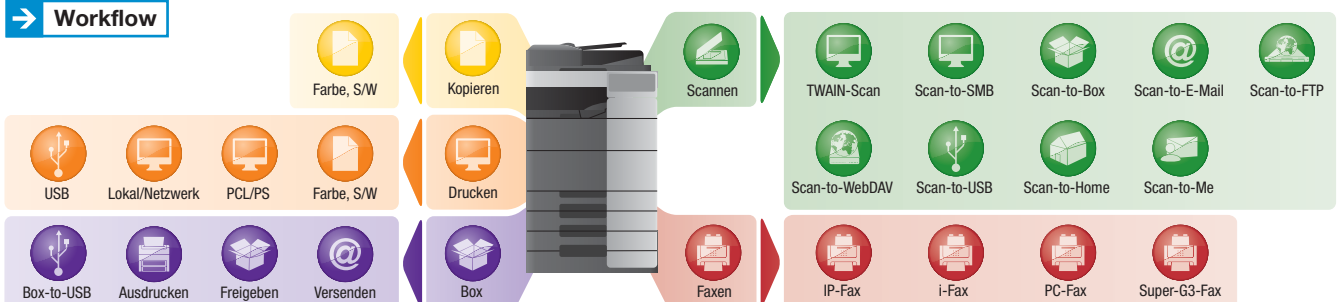 Workflow
Farbe, S/W
Kopieren
Scannen
TWAIN-Scan
Scan-to-SMB
Scan-to-Box
Scan-to-E-Mail
Scan-to-FTP
USB
Lokal/Netzwerk
PCL/PS
Farbe, S/W
Drucken
Scan-to-WebDAV
Scan-to-USB
Scan-to-Home
Scan-to-Me
Box-to-USB
Ausdrucken
Freigeben
Versenden
Box
Faxen
IP-Fax
i-Fax
PC-Fax
Super-G3-Fax